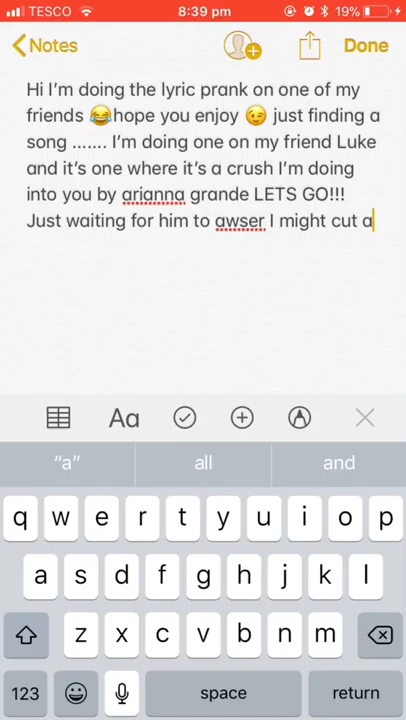 TESCO 8:39 pm 19%
Notes Done
Hi I'm doing the lyric prank on one of my
friends 😂hope you enjoy 😉 just finding a
song ....... I'm doing one on my friend Luke
and it's one where it's a crush I'm doing
into you by arianna grande LETS GO!!!
Just waiting for him to awser I might cut a
Aa
“a” all and
q w e r t y u i o p
a s d f g h j k l
z x c v b n m
123 space return